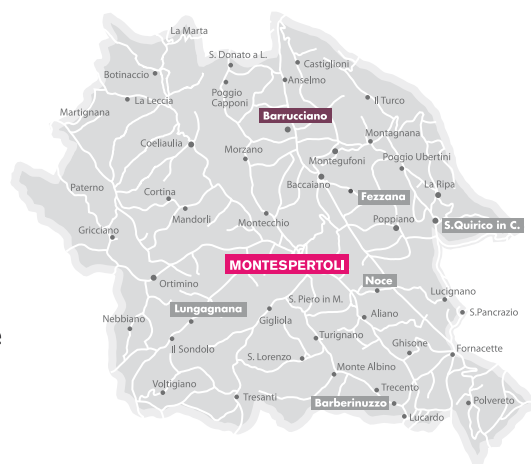 La Marta
S. Donato a L.
Castiglioni
Botinaccio
Anselmo
Poggio
Capponi
La Leccia
Il Turco
Martignana
Barrucciano
Montagnana
Coeliaulia
Morzano
Montegufoni
Poggio Ubertini
Baccaiano
La Ripa
Paterno
Cortina
Fezzana
Mandorli
Montecchio
Poppiano
S.Quirico in C.
Gricciano
MONTESPERTOLI
Ortimino
Noce
Lucignano
S. Piero in M.
Lungagnana
S.Pancrazio
Nebbiano
Gigliola
Aliano
Turignano
Il Sondolo
Ghisone
Fornacette
S. Lorenzo
Monte Albino
Voltigiano
Trecento
Tresanti
Barberinuzzo
Polvereto
Lucardo
e